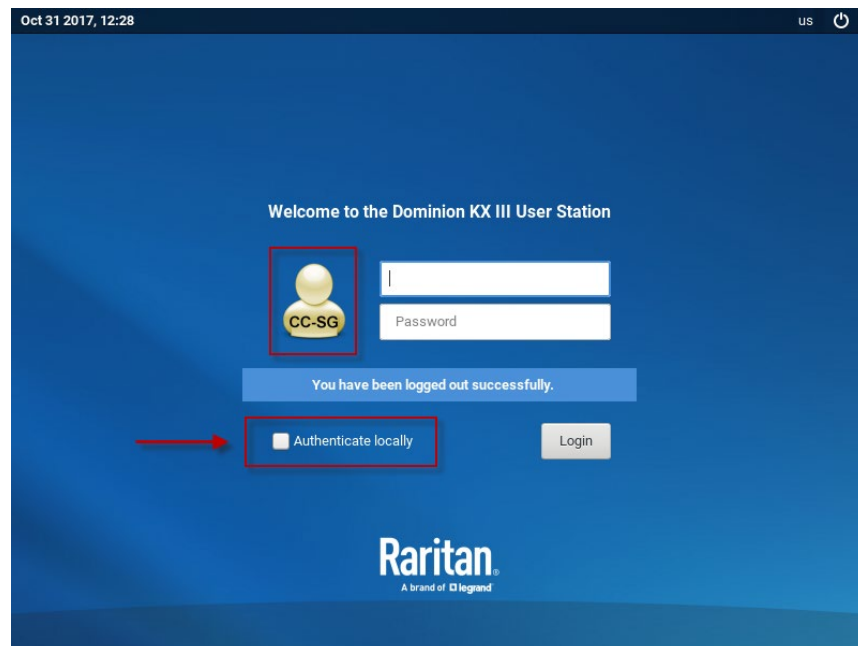 Oct 31 2017, 12:28 us
Welcome to the Dominion KX III User Station
CC-SG
Password
You have been logged out successfully.
Authenticate locally
Login
Raritan®
A brand of legrand®